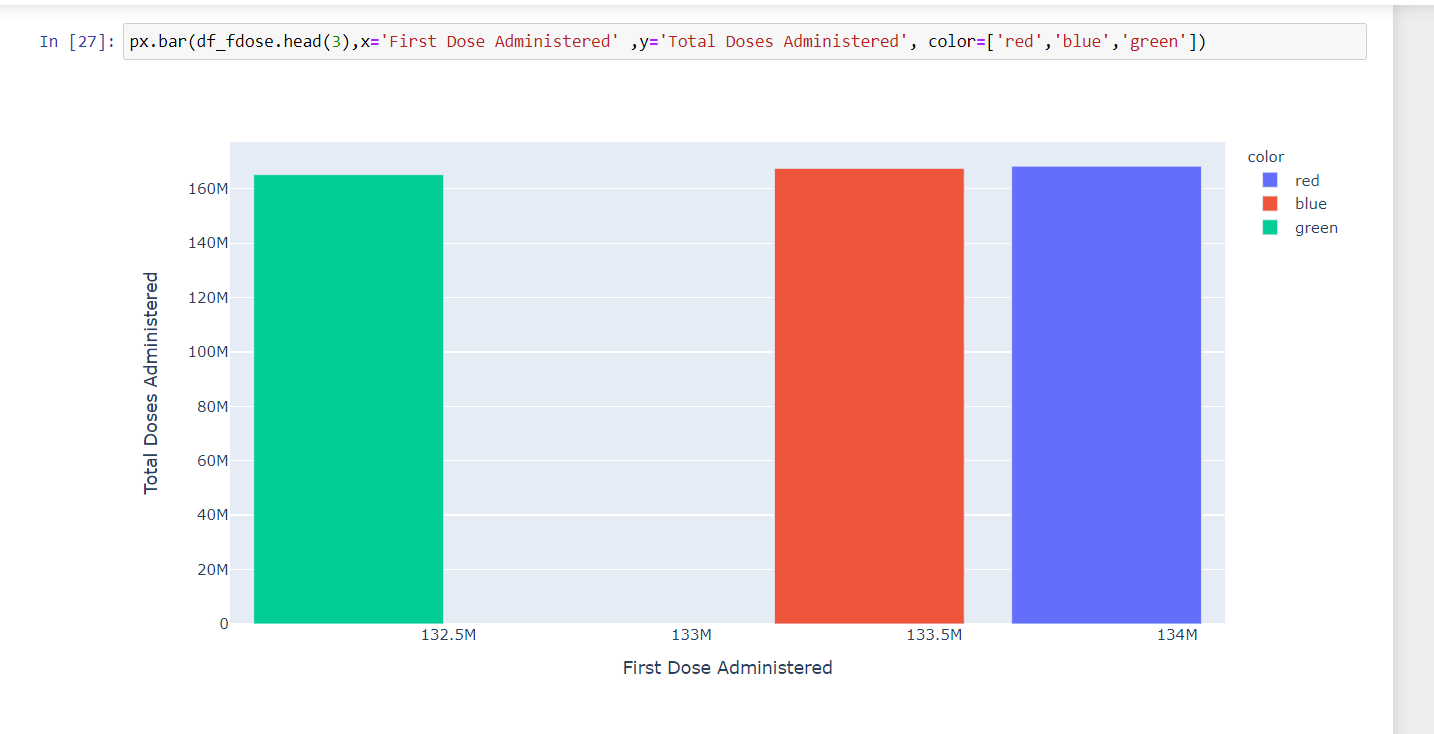 In [27]: px.bar(df_fdose.head(3),x='First Dose Administered' ,y='Total Doses Administered', color=['red','blue','green'])
color
red
blue
green
160M
140M
120M
100M
80M
60M
40M
20M
0
Total Doses Administered
132.5M 133M 133.5M 134M
First Dose Administered